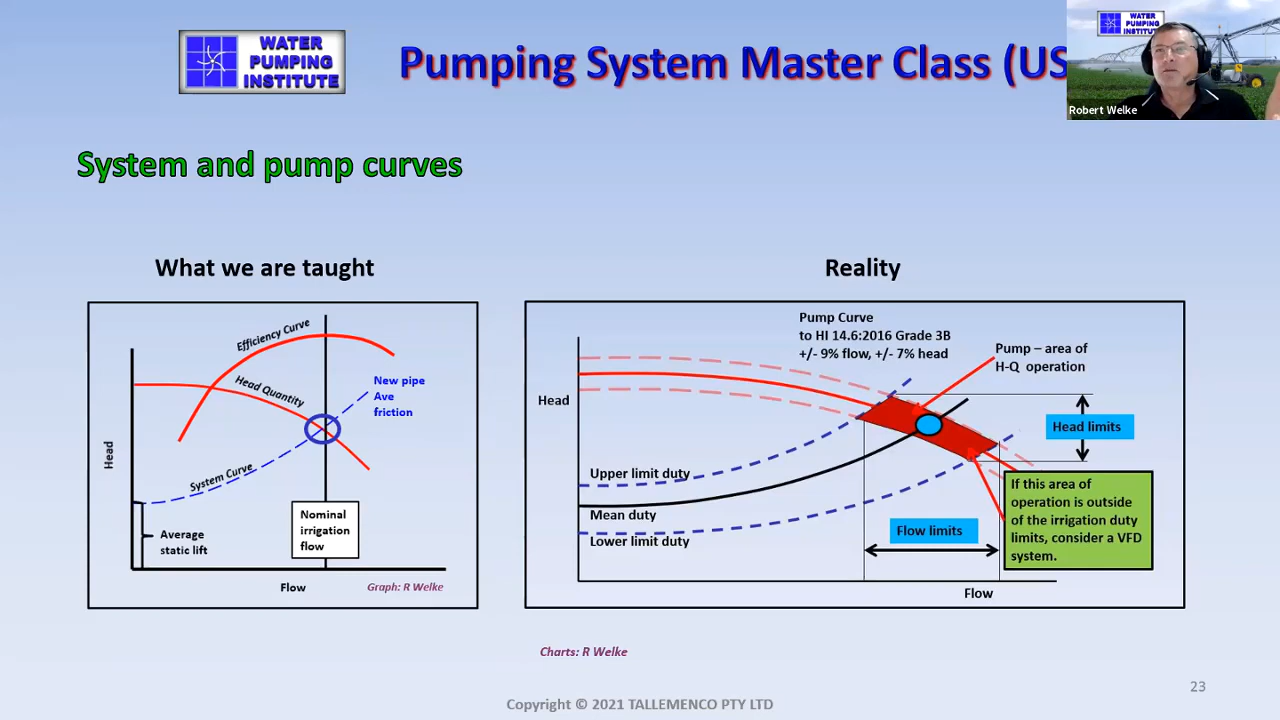 WATER
PUMPING
INSTITUTE
Pumping System Master Class (US
WATER
PUMPING
INSTITUTE
Robert Welke
System and pump curves
What we are taught
Reality
Efficiency Curve
Head Quantity
New pipe
Ave
friction
System Curve
Head
Average
static lift
Nominal
irrigation
flow
Flow
Graph: R Welke
Pump Curve
to HI 14.6:2016 Grade 3B
+/- 9% flow, +/- 7% head
Pump – area of
H-Q operation
Head
Head limits
Upper limit duty
Mean duty
Lower limit duty
Flow limits
If this area of
operation is outside
of the irrigation duty
limits, consider a VFD
system.
Flow
Charts: R Welke
23
Copyright © 2021 TALLEMENCO PTY LTD